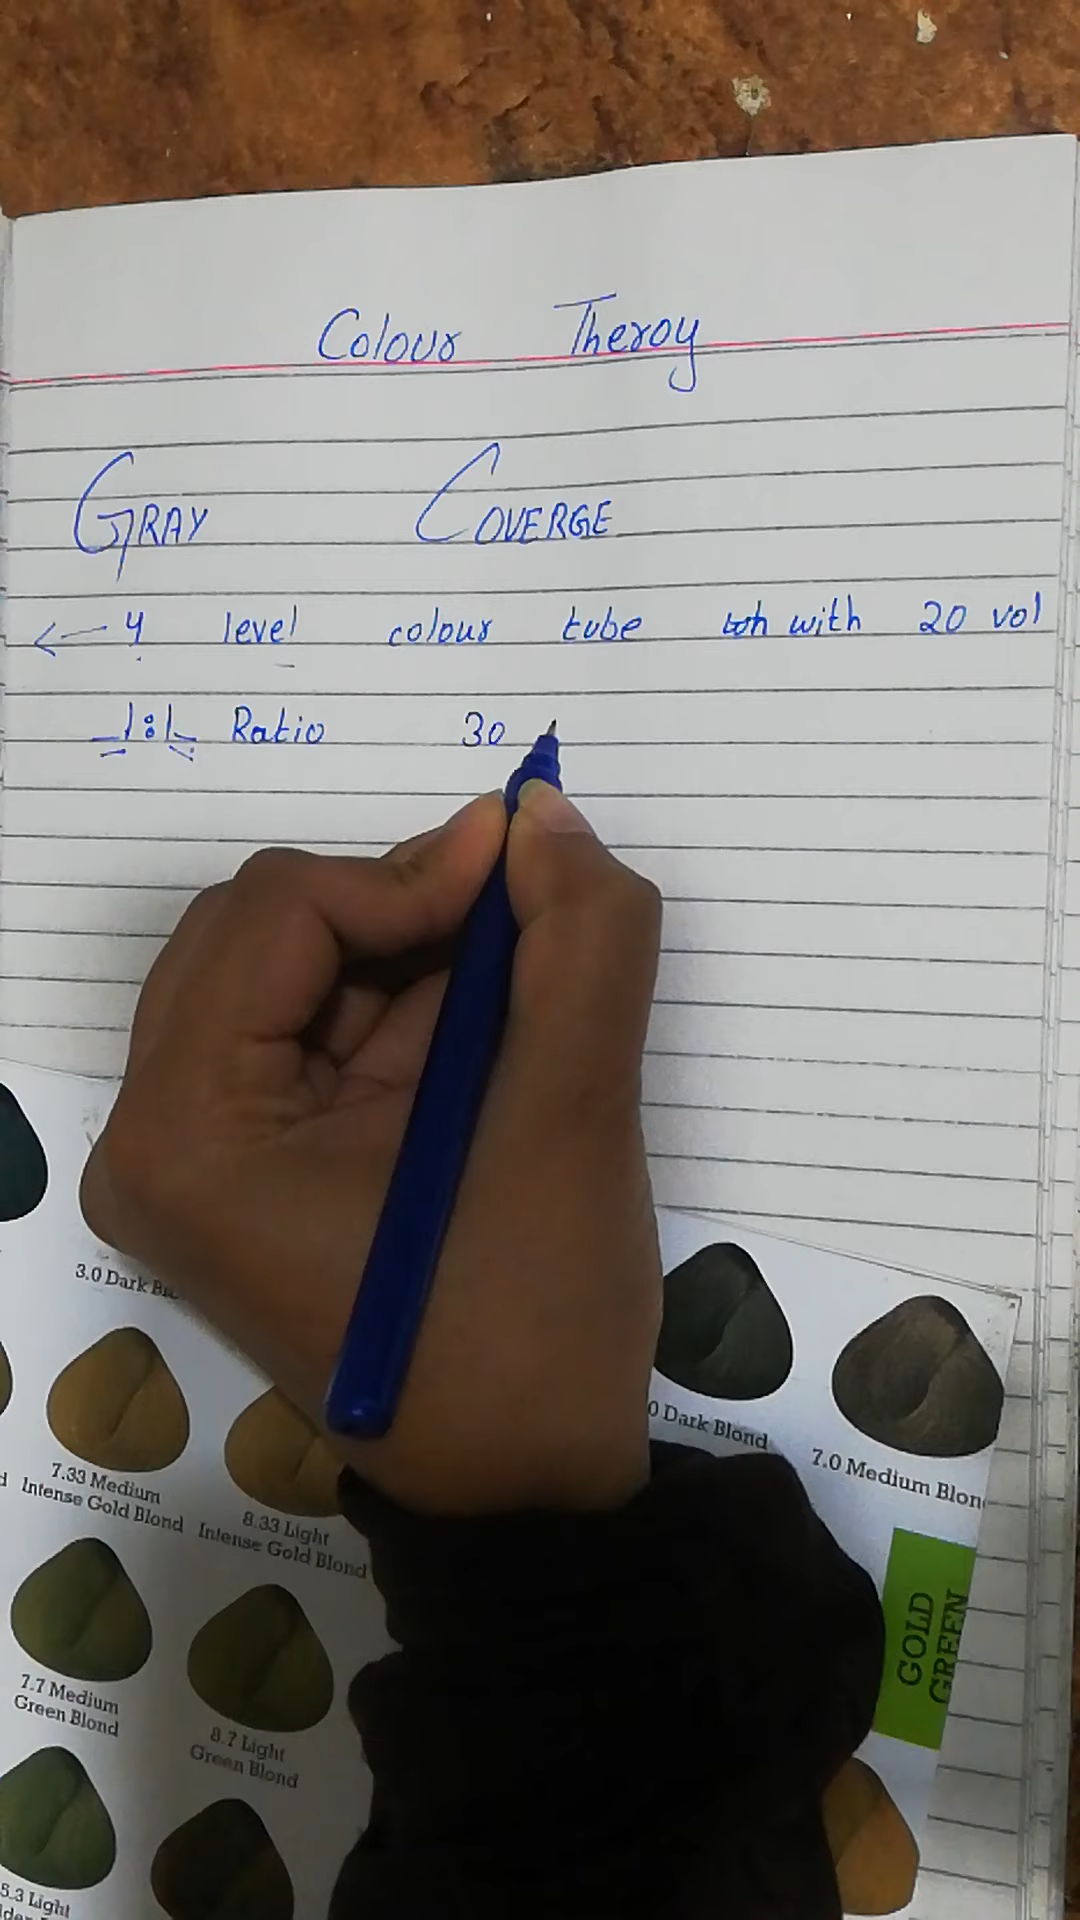 Colour Theroy
GRAY COVERGE
4 level colour tube with 20 vol
1:1 Ratio 30
3.0 Dark
0 Dark Blond
7.0 Medium Blon
7.33 Medium
Intense Gold Blond
8.33 Light
Intense Gold Blond
GOLD
GREEN
7.7 Medium
Green Blond
8.7 Light
Green Blond
5.3 Light